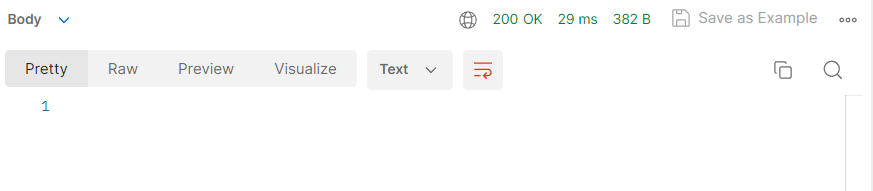 Body 200 OK 29 ms 382 B Save as Example
Pretty Raw Preview Visualize Text
1